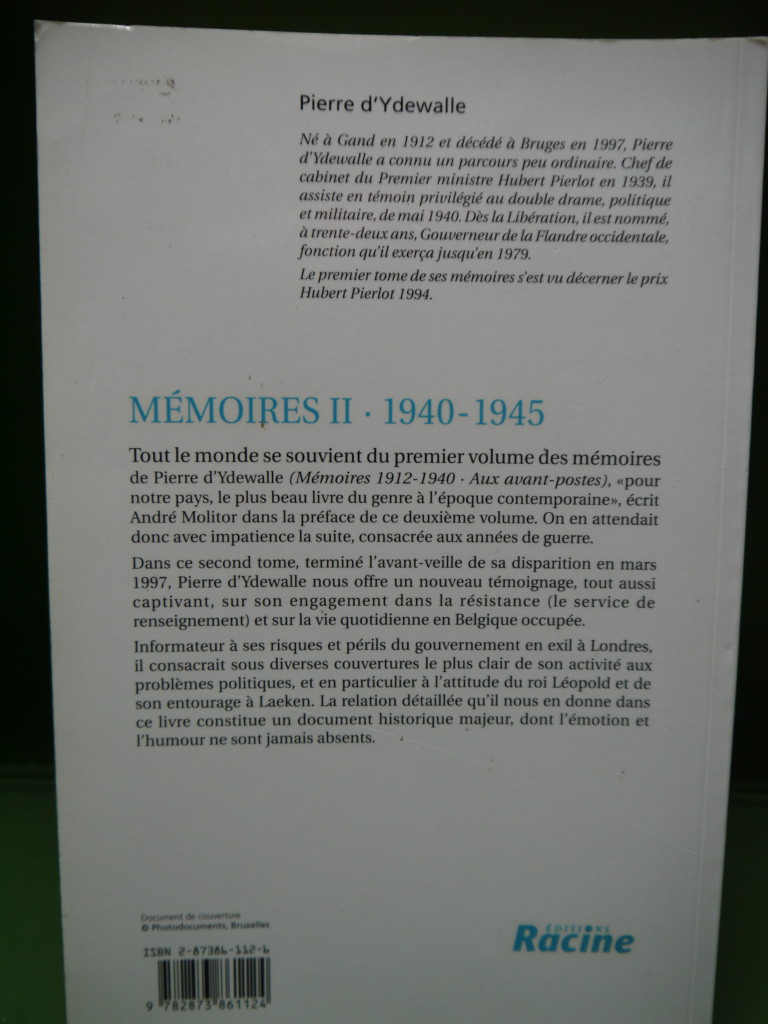 Pierre d'Ydewalle
Né à Gand en 1912 et décédé à Bruges en 1997, Pierre
d'Ydewalle a connu un parcours peu ordinaire. Chef de
cabinet du Premier ministre Hubert Pierlot en 1939, il
assiste en témoin privilégié au double drame, politique
et militaire, de mai 1940. Dès la Libération, il est nommé,
à trente-deux ans, Gouverneur de la Flandre occidentale,
fonction qu'il exerça jusqu'en 1979.
Le premier tome de ses mémoires s'est vu décerner le prix
Hubert Pierlot 1994.
MÉMOIRES II · 1940-1945
Tout le monde se souvient du premier volume des mémoires
de Pierre d'Ydewalle (Mémoires 1912-1940 · Aux avant-postes), «pour
notre pays, le plus beau livre du genre à l'époque contemporaine», écrit
André Molitor dans la préface de ce deuxième volume. On en attendait
donc avec impatience la suite, consacrée aux années de guerre.
Dans ce second tome, terminé l'avant-veille de sa disparition en mars
1997, Pierre d'Ydewalle nous offre un nouveau témoignage, tout aussi
captivant, sur son engagement dans la résistance (le service de
renseignement) et sur la vie quotidienne en Belgique occupée.
Informateur à ses risques et périls du gouvernement en exil à Londres,
il consacrait sous diverses couvertures le plus clair de son activité aux
problèmes politiques, et en particulier à l'attitude du roi Léopold et de
son entourage à Laeken. La relation détaillée qu'il nous en donne dans
ce livre constitue un document historique majeur, dont l'émotion et
l'humour ne sont jamais absents.
Document de couverture
© Photodocuments, Bruxelles
ISBN 2-87386-112-6
9 782873 861124
ÉDITIONS
Racine